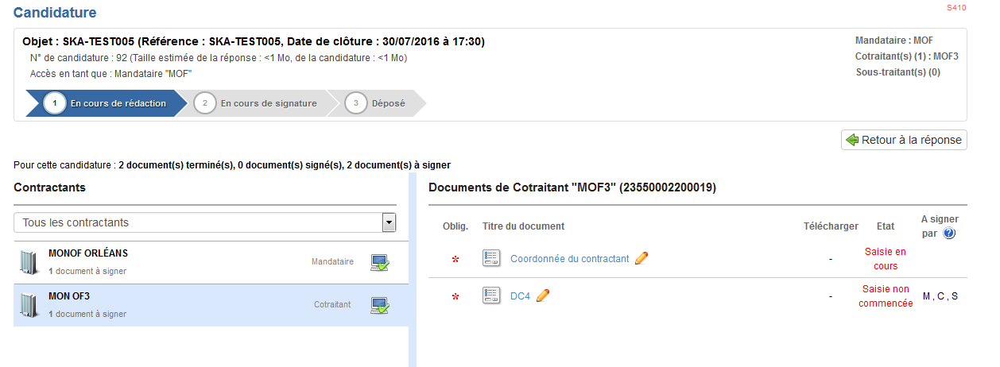 Candidature
S410
Objet : SKA-TEST005 (Référence : SKA-TEST005, Date de clôture : 30/07/2016 à 17:30)
N° de candidature : 92 (Taille estimée de la réponse : <1 Mo, de la candidature : <1 Mo)
Accès en tant que : Mandataire "MOF"
Mandataire : MOF
Cotraitant(s) (1) : MOF3
Sous-traitant(s) (0)
1 En cours de rédaction 2 En cours de signature 3 Déposé
Retour à la réponse
Pour cette candidature : 2 document(s) terminé(s), 0 document(s) signé(s), 2 document(s) à signer
Contractants
Tous les contractants
MONOF ORLÉANS
Mandataire
1 document à signer
MON OF3
Cotraitant
1 document à signer
Documents de Cotraitant "MOF3" (23550002200019)
Oblig. Titre du document Télécharger Etat A signer
par ?
* Coordonnée du contractant - Saisie en
cours
* DC4 - Saisie non
commencée M , C , S